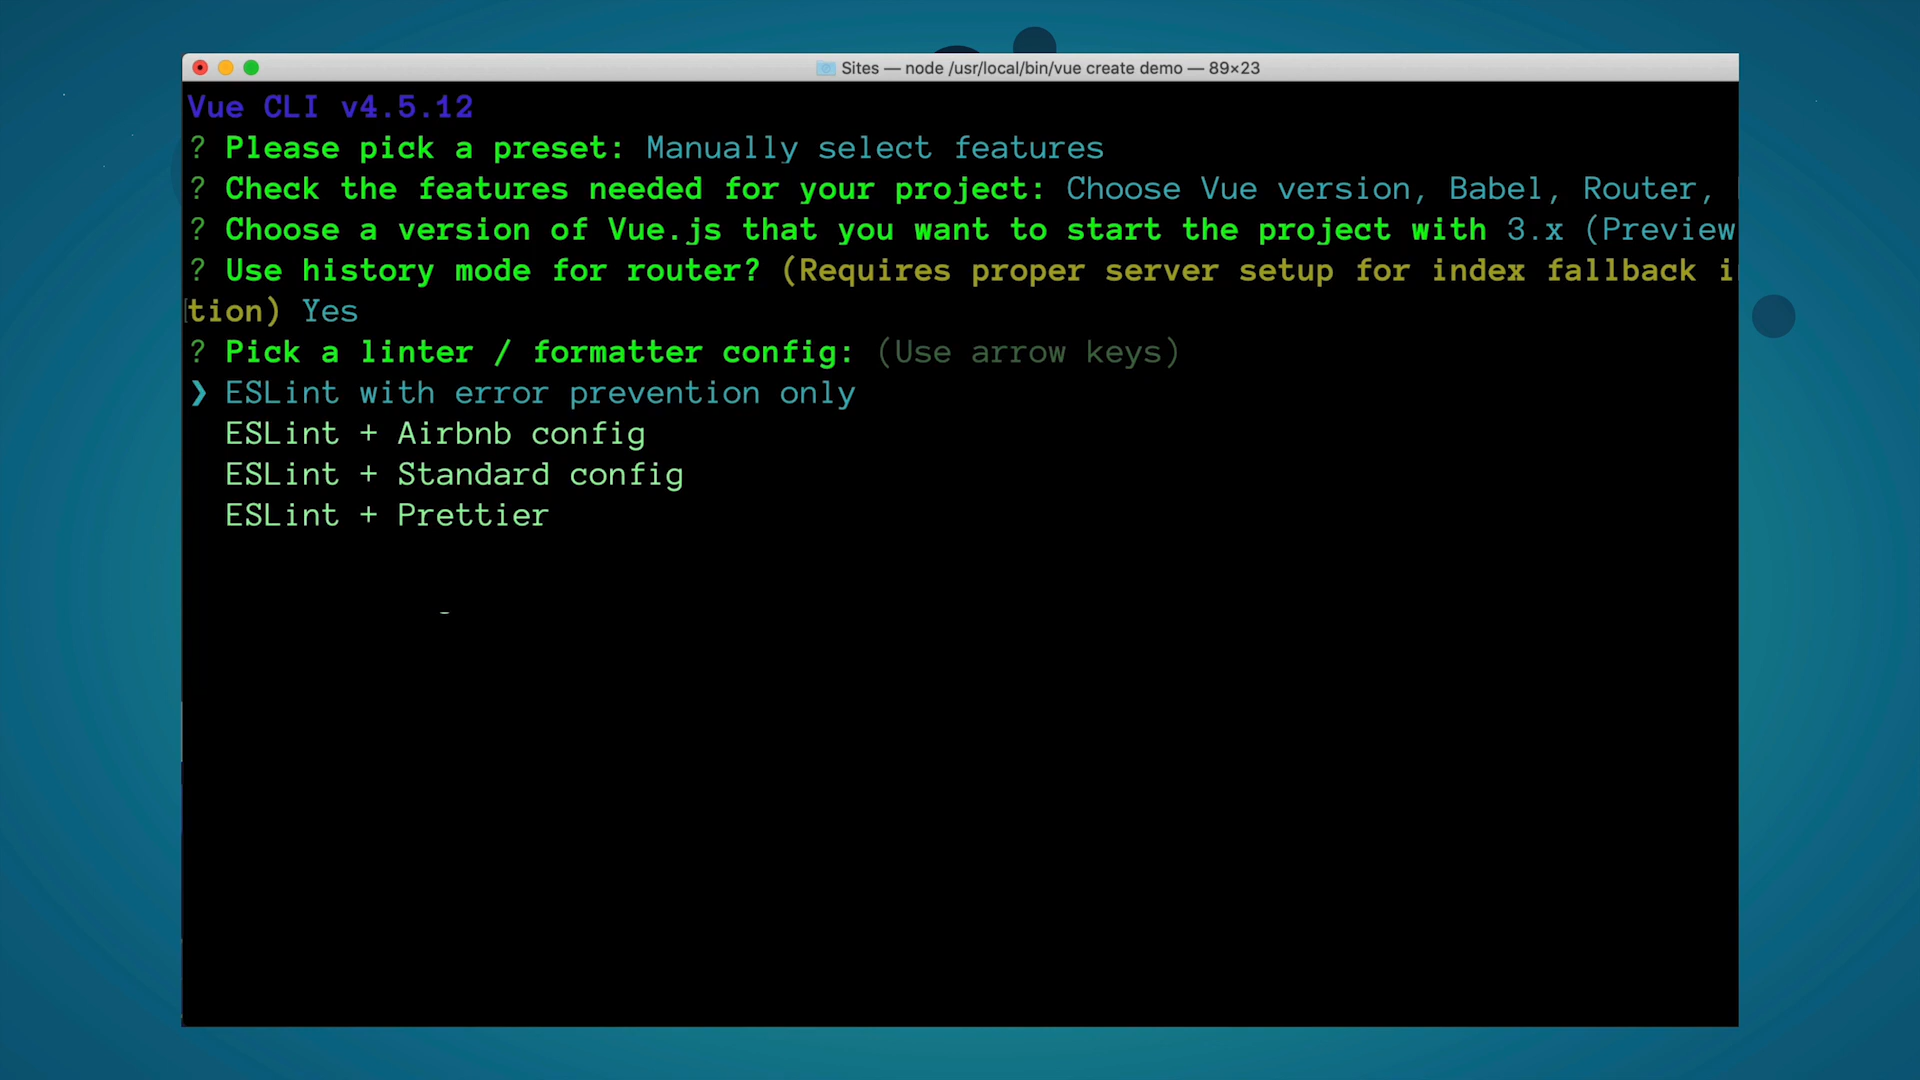 Sites — node /usr/local/bin/vue create demo — 89×23
Vue CLI v4.5.12
? Please pick a preset: Manually select features
? Check the features needed for your project: Choose Vue version, Babel, Router,
? Choose a version of Vue.js that you want to start the project with 3.x (Preview
? Use history mode for router? (Requires proper server setup for index fallback i
tion) Yes
? Pick a linter / formatter config: (Use arrow keys)
❯ ESLint with error prevention only
ESLint + Airbnb config
ESLint + Standard config
ESLint + Prettier